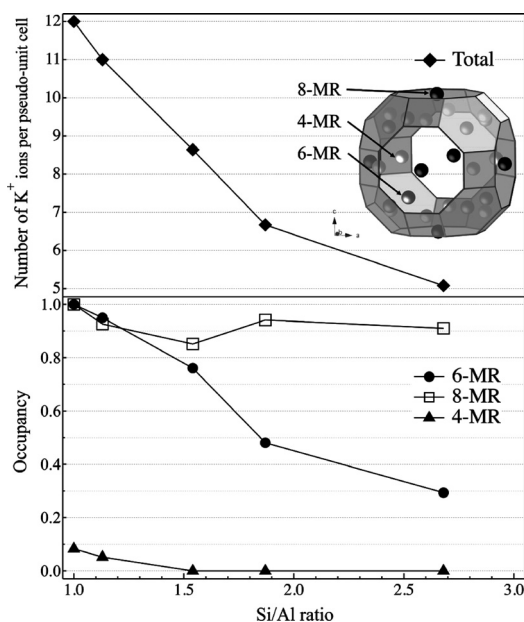 12
11
10
9
8
7
6
5
Number of K+ ions per pseudo-unit cell
Total
8-MR
4-MR
6-MR
c
b
a
1.0
0.8
0.6
0.4
0.2
0.0
Occupancy
6-MR
8-MR
4-MR
1.0
1.5
2.0
2.5
3.0
Si/Al ratio